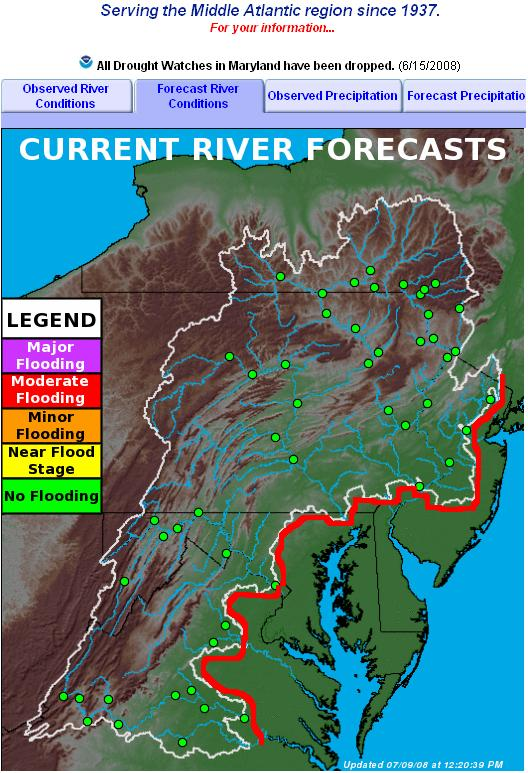 Serving the Middle Atlantic region since 1937.
For your information...
All Drought Watches in Maryland have been dropped. (6/15/2008)
Observed River
Conditions
Forecast River
Conditions
Observed Precipitation
Forecast Precipitatio
CURRENT RIVER FORECASTS
LEGEND
Major
Flooding
Moderate
Flooding
Minor
Flooding
Near Flood
Stage
No Flooding
Updated 07/09/08 at 12:20:39 PM